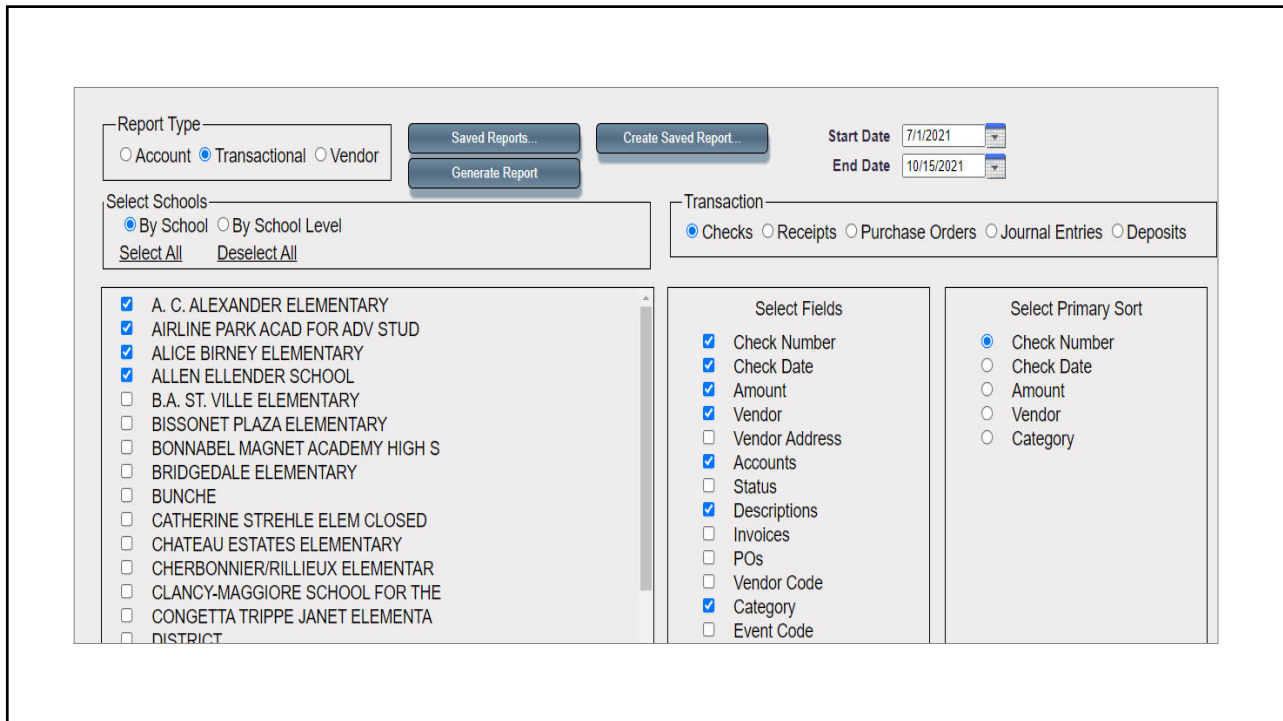 Report Type
Account Transactional Vendor
Saved Reports...
Create Saved Report...
Generate Report
Start Date 7/1/2021
End Date 10/15/2021
Select Schools
By School By School Level
Select All Deselect All
Transaction
Checks Receipts Purchase Orders Journal Entries Deposits
A. C. ALEXANDER ELEMENTARY
AIRLINE PARK ACAD FOR ADV STUD
ALICE BIRNEY ELEMENTARY
ALLEN ELLENDER SCHOOL
B.A. ST. VILLE ELEMENTARY
BISSONET PLAZA ELEMENTARY
BONNABEL MAGNET ACADEMY HIGH S
BRIDGEDALE ELEMENTARY
BUNCHE
CATHERINE STREHLE ELEM CLOSED
CHATEAU ESTATES ELEMENTARY
CHERBONNIER/RILLIEUX ELEMENTAR
CLANCY-MAGGIORE SCHOOL FOR THE
CONGETTA TRIPPE JANET ELEMENTA
DISTRICT
Select Fields
Check Number
Check Date
Amount
Vendor
Vendor Address
Accounts
Status
Descriptions
Invoices
POs
Vendor Code
Category
Event Code
Select Primary Sort
Check Number
Check Date
Amount
Vendor
Category